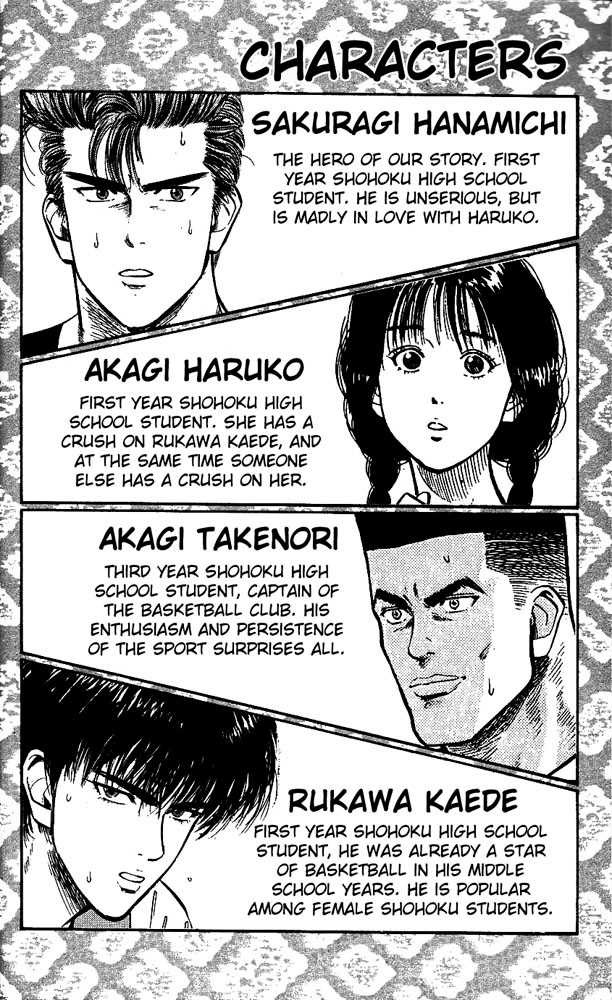 CHARACTERS
SAKURAGI HANAMICHI
THE HERO OF OUR STORY. FIRST
YEAR SHOHOKU HIGH SCHOOL
STUDENT. HE IS UNSERIOUS, BUT
IS MADLY IN LOVE WITH HARUKO.
AKAGI HARUKO
FIRST YEAR SHOHOKU HIGH
SCHOOL STUDENT. SHE HAS A
CRUSH ON RUKAWA KAEDE, AND
AT THE SAME TIME SOMEONE
ELSE HAS A CRUSH ON HER.
AKAGI TAKENORI
THIRD YEAR SHOHOKU HIGH
SCHOOL STUDENT, CAPTAIN OF
THE BASKETBALL CLUB. HIS
ENTHUSIASM AND PERSISTENCE
OF THE SPORT SURPRISES ALL.
RUKAWA KAEDE
FIRST YEAR SHOHOKU HIGH SCHOOL
STUDENT, HE WAS ALREADY A STAR
OF BASKETBALL IN HIS MIDDLE
SCHOOL YEARS. HE IS POPULAR
AMONG FEMALE SHOHOKU STUDENTS.